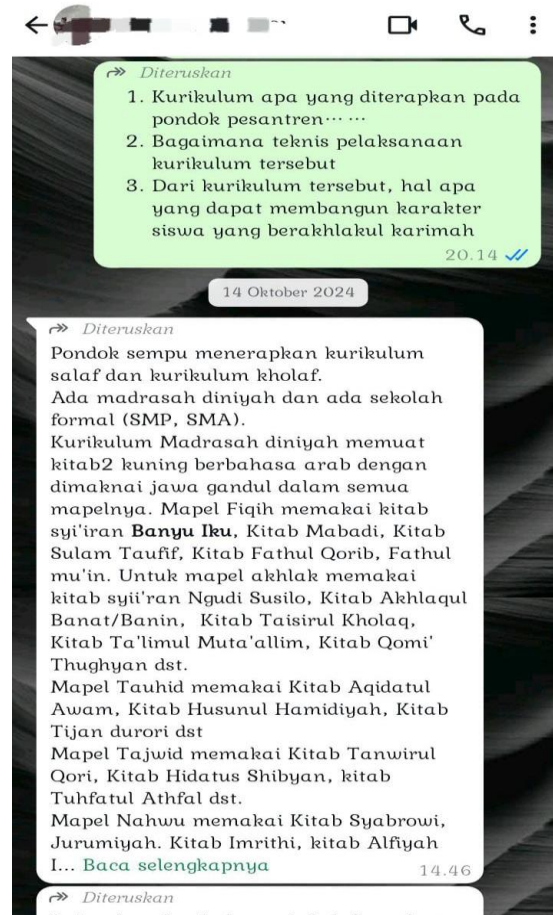 Diteruskan
1. Kurikulum apa yang diterapkan pada
pondok pesantren... ...
2. Bagaimana teknis pelaksanaan
kurikulum tersebut
3. Dari kurikulum tersebut, hal apa
yang dapat membangun karakter
siswa yang berakhlakul karimah
20.14
14 Oktober 2024
Diteruskan
Pondok sempu menerapkan kurikulum
salaf dan kurikulum kholaf.
Ada madrasah diniyah dan ada sekolah
formal (SMP, SMA).
Kurikulum Madrasah diniyah memuat
kitab2 kuning berbahasa arab dengan
dimaknai jawa gandul dalam semua
mapelnya. Mapel Fiqih memakai kitab
syi'iran Banyu Iku, Kitab Mabadi, Kitab
Sulam Taufif, Kitab Fathul Qorib, Fathul
mu'in. Untuk mapel akhlak memakai
kitab syii'ran Ngudi Susilo, Kitab Akhlaqul
Banat/Banin, Kitab Taisirul Kholaq,
Kitab Ta'limul Muta'allim, Kitab Qomi'
Thughyan dst.
Mapel Tauhid memakai Kitab Aqidatul
Awam, Kitab Husunul Hamidiyah, Kitab
Tijan durori dst
Mapel Tajwid memakai Kitab Tanwirul
Qori, Kitab Hidatus Shibyan, kitab
Tuhfatul Athfal dst.
Mapel Nahwu memakai Kitab Syabrowi,
Jurumiyah. Kitab Imrithi, kitab Alfiyah
I... Baca selengkapnya
14.46
Diteruskan